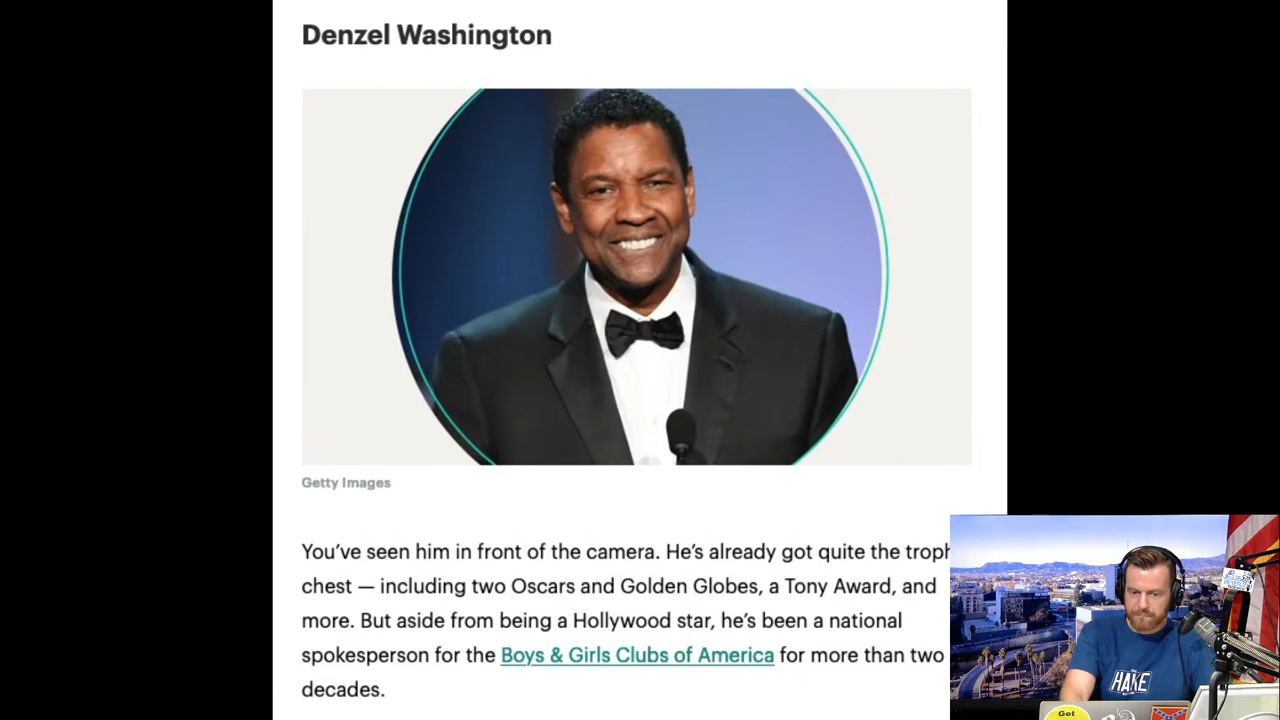 Denzel Washington
Getty Images
You've seen him in front of the camera. He's already got quite the troph
chest — including two Oscars and Golden Globes, a Tony Award, and
more. But aside from being a Hollywood star, he's been a national
spokesperson for the Boys & Girls Clubs of America for more than two
decades.
HAKE
Get